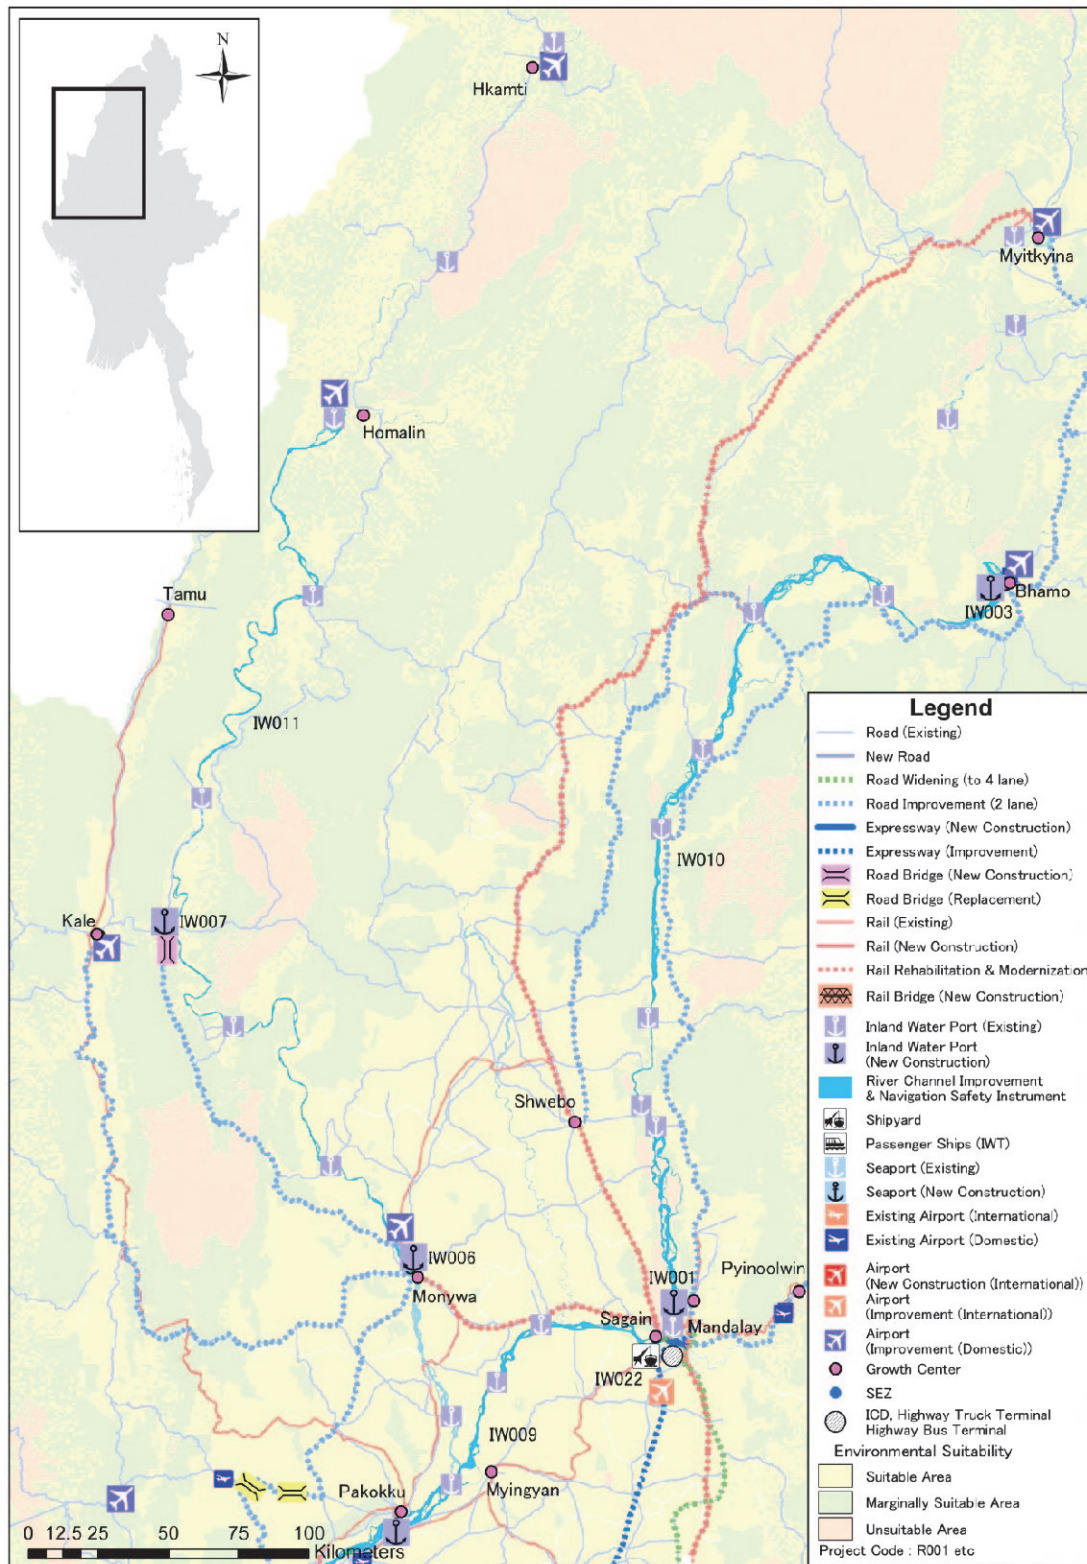 N
Hkamti
Myitkyina
Homalin
Tamu
Bhamo
IW003
IW011
IW010
Kale
IW007
Shwebo
IW006
Monywa
IW001
Pyinoolwin
Sagain
Mandalay
IW022
IW009
Myingyan
Pakokku
0 12.5 25 50 75 100
Kilometers
Legend
Road (Existing)
New Road
Road Widening (to 4 lane)
Road Improvement (2 lane)
Expressway (New Construction)
Expressway (Improvement)
Road Bridge (New Construction)
Road Bridge (Replacement)
Rail (Existing)
Rail (New Construction)
Rail Rehabilitation & Modernization
Rail Bridge (New Construction)
Inland Water Port (Existing)
Inland Water Port
(New Construction)
River Channel Improvement
& Navigation Safety Instrument
Shipyard
Passenger Ships (IWT)
Seaport (Existing)
Seaport (New Construction)
Existing Airport (International)
Existing Airport (Domestic)
Airport
(New Construction (International))
Airport
(Improvement (International))
Airport
(Improvement (Domestic))
Growth Center
SEZ
ICD, Highway Truck Terminal
Highway Bus Terminal
Environmental Suitability
Suitable Area
Marginally Suitable Area
Unsuitable Area
Project Code : R001 etc